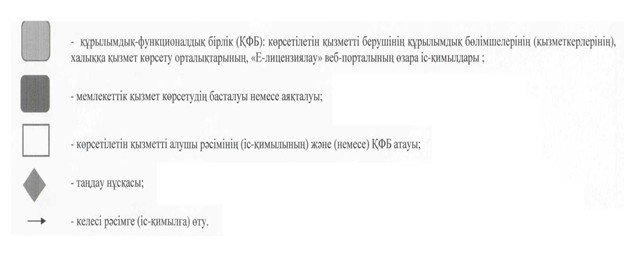 - құрылымдық-функционалдық бірлік (ҚФБ): көрсетілетін қызметті берушінің құрылымдық бөлімшелерінің (қызметкерлерінің),
халыққа қызмет көрсету орталықтарының, «Е-лицензиялау» веб-порталының өзара іс-қимылдары ;
- мемлекеттік қызмет көрсетудің басталуы немесе аяқталуы;
- көрсетілетін қызметті алушы рәсімінің (іс-қимылының) және (немесе) ҚФБ атауы;
- таңдау нұсқасы;
- келесі рәсімге (іс-қимылға) өту.